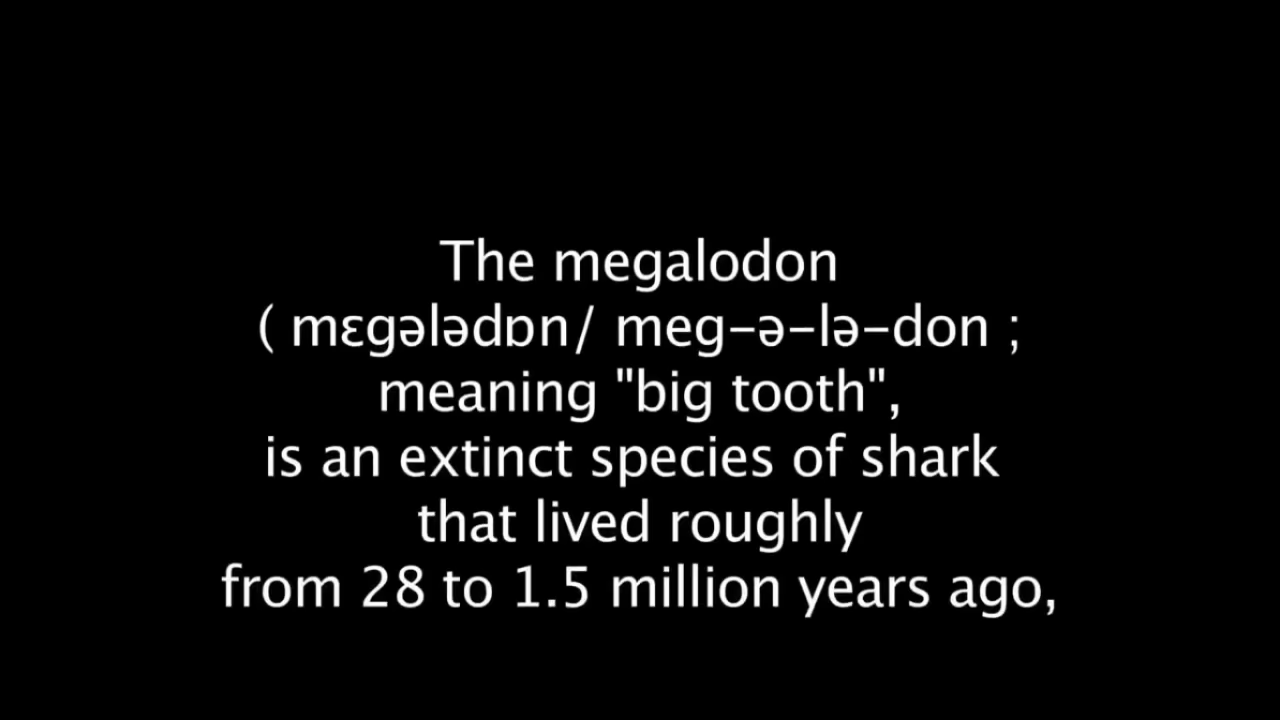 The megalodon
( mɛgələdɒn/ meg–ə–lə–don ;
meaning "big tooth",
is an extinct species of shark
that lived roughly
from 28 to 1.5 million years ago,